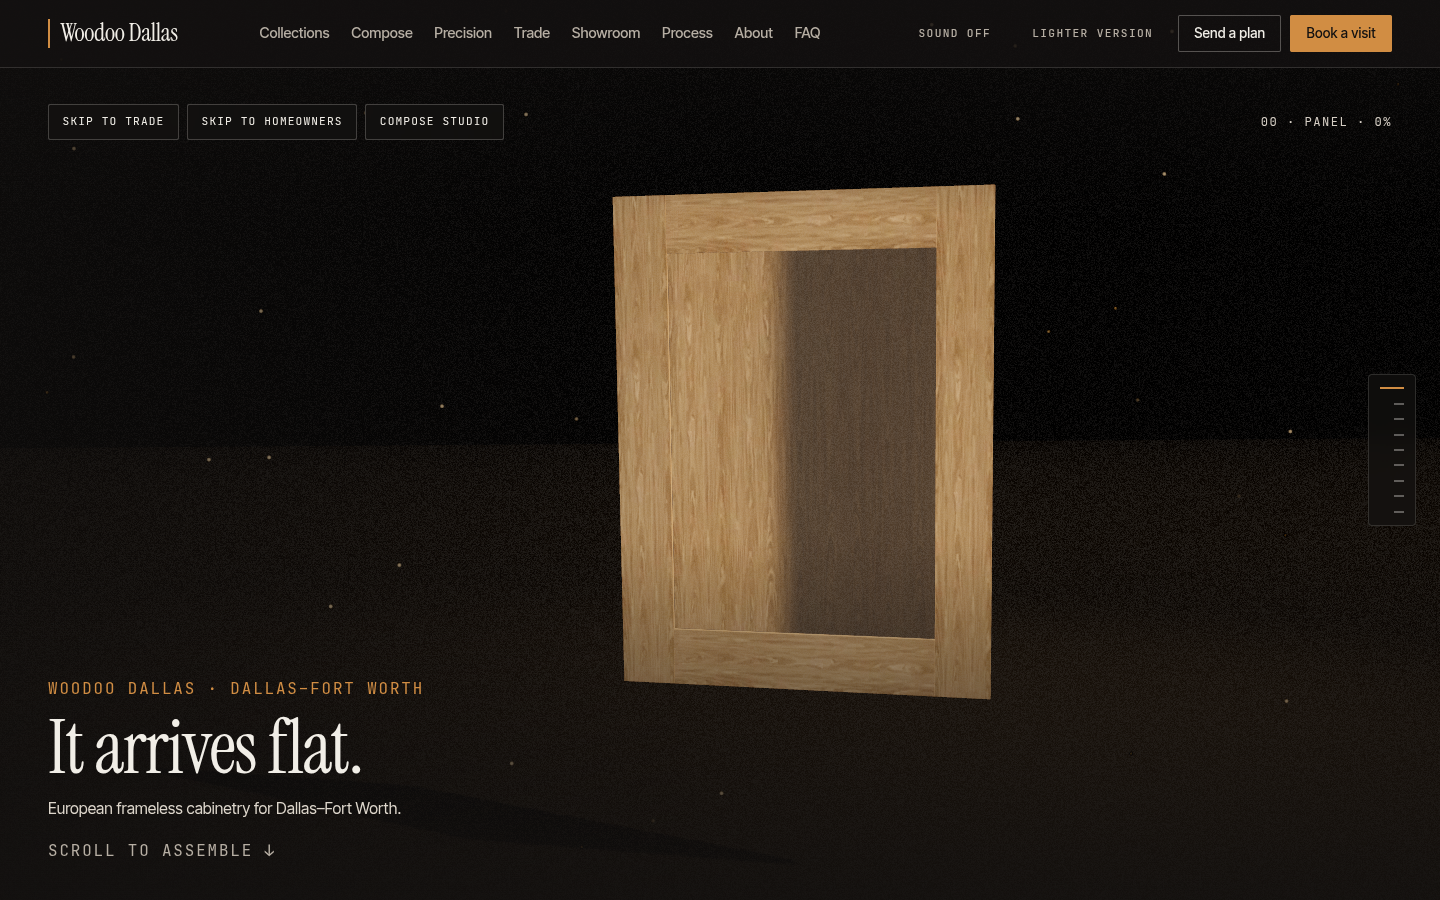 Woodoo Dallas
Collections Compose Precision Trade Showroom Process About FAQ
SOUND OFF LIGHTER VERSION Send a plan Book a visit
SKIP TO TRADE SKIP TO HOMEOWNERS COMPOSE STUDIO
00 · PANEL · 0%
WOODOO DALLAS · DALLAS–FORT WORTH
It arrives flat.
European frameless cabinetry for Dallas–Fort Worth.
SCROLL TO ASSEMBLE ↓